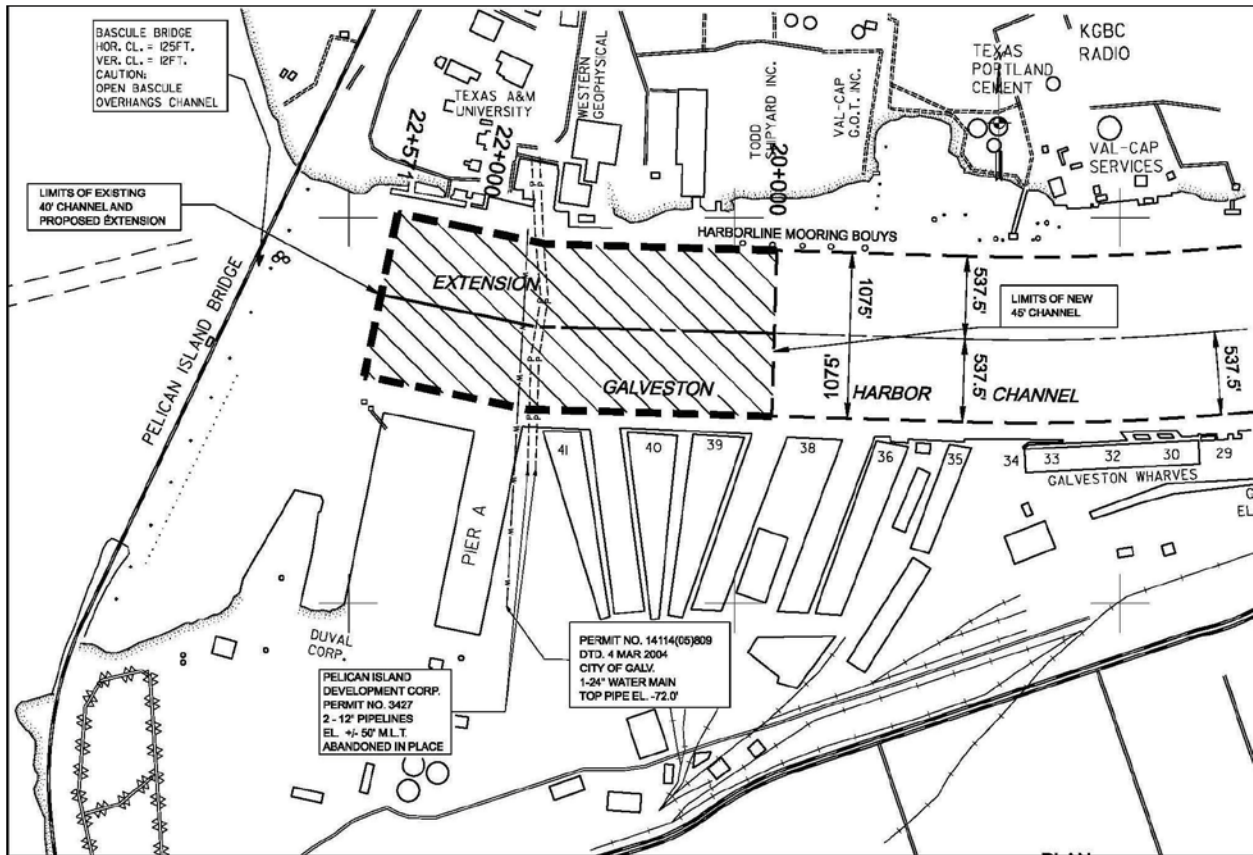 BASCULE BRIDGE
HOR. CL. = 125FT.
VER. CL. = 12FT.
CAUTION:
OPEN BASCULE
OVERHANGS CHANNEL
TEXAS A&M
UNIVERSITY
WESTERN
GEOPHYSICAL
TODD
SHIPYARD INC.
VAL-CAP
G.O.T. INC.
TEXAS
PORTLAND
CEMENT
KGBC
RADIO
VAL-CAP
SERVICES
22+571
22+000
20+000
LIMITS OF EXISTING
40' CHANNEL AND
PROPOSED EXTENSION
HARBORLINE MOORING BOUYS
PELICAN ISLAND BRIDGE
EXTENSION
1075'
1075'
537.5'
537.5'
537.5'
LIMITS OF NEW
45' CHANNEL
GALVESTON HARBOR CHANNEL
PIER A
41
40
39
38
36
35
34
33
32
30
29
GALVESTON WHARVES
G
EL
DUVAL
CORP.
PELICAN ISLAND
DEVELOPMENT CORP.
PERMIT NO. 3427
2 - 12" PIPELINES
EL. +/- 50' M.L.T.
ABANDONED IN PLACE
PERMIT NO. 14114(05)809
DTD. 4 MAR 2004
CITY OF GALV.
1-24" WATER MAIN
TOP PIPE EL. -72.0'